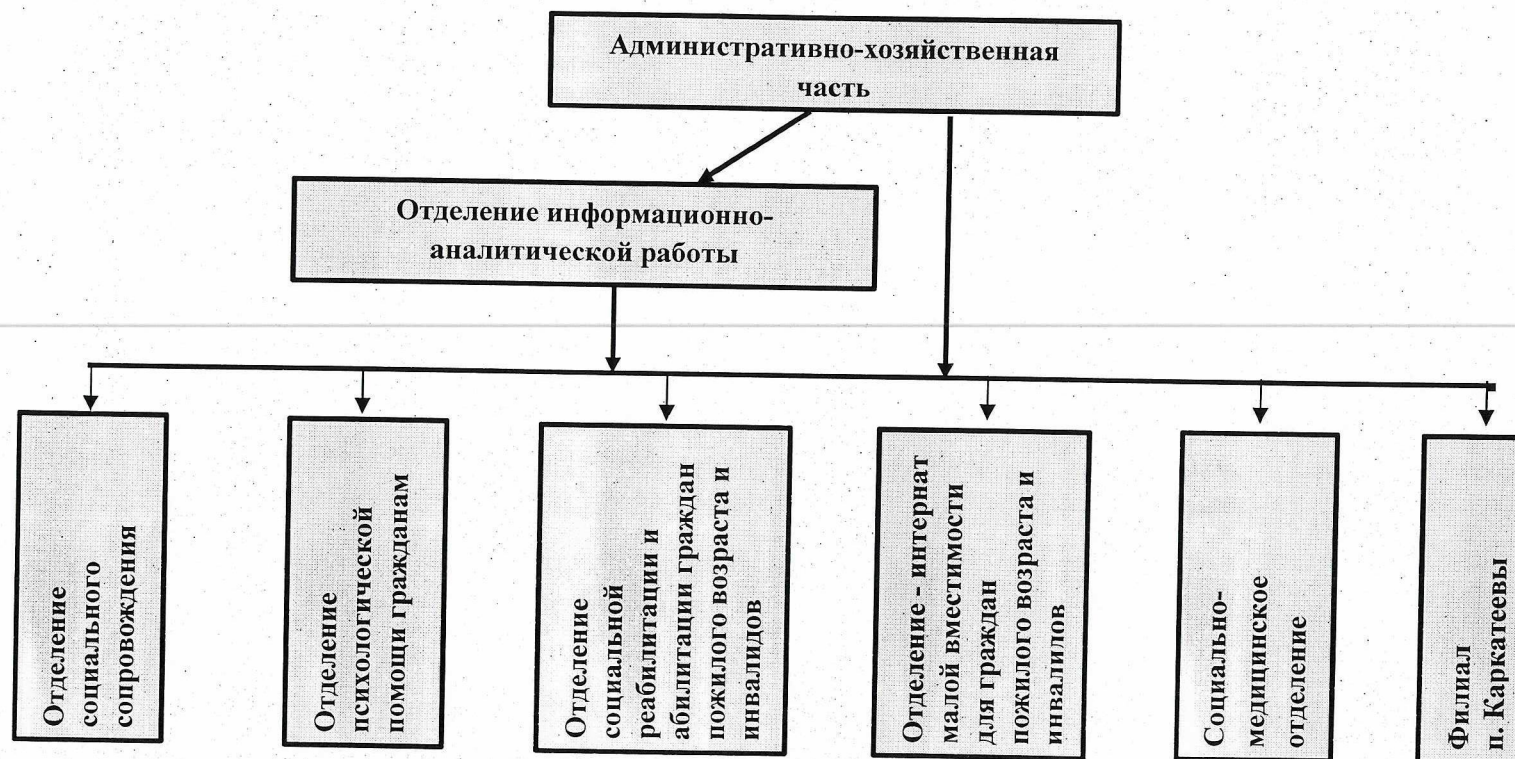 Административно-хозяйственная
часть
Отделение информационно-
аналитической работы
Отделение
социального
сопровождения
Отделение
психологической
помощи гражданам
Отделение
социальной
реабилитации и
абилитации граждан
пожилого возраста и
инвалидов
Отделение - интернат
малой вместимости
для граждан
пожилого возраста и
инвалилов
Социально-
медицинское
отделение
Филиал
п. Каркатеевы